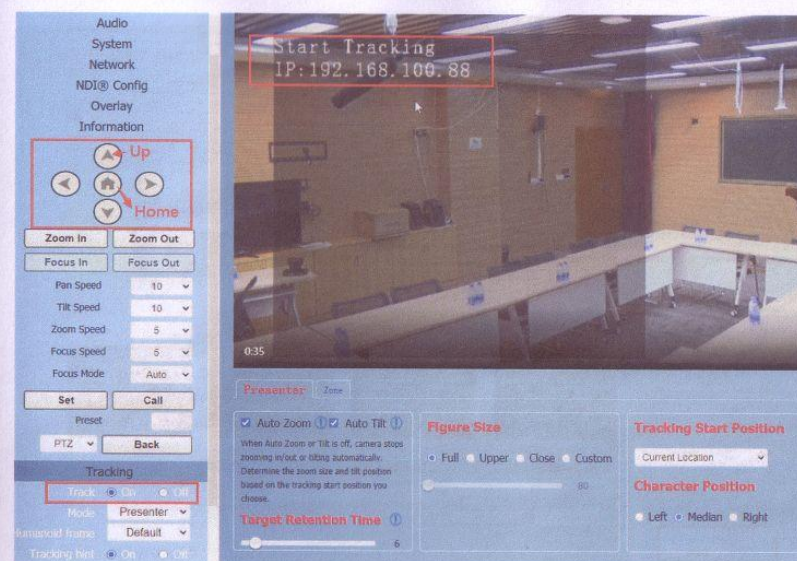 Audio
System
Network
NDI® Config
Overlay
Information
Up
Home
Zoom In Zoom Out
Focus In Focus Out
Pan Speed 10
Tilt Speed 10
Zoom Speed 5
Focus Speed 5
Focus Mode Auto
Set Call
Preset
PTZ Back
Tracking
Track On Off
Mode Presenter
Humanoid frame Default
Tracking hint On Off
Start Tracking
IP:192.168.100.88
0:35
Presenter Zone
Auto Zoom Auto Tilt
When Auto Zoom or Tilt is off, camera stops
zooming in/out or tilting automatically.
Determine the zoom size and tilt position
based on the tracking start position you
choose.
Target Retention Time
6
Figure Size
Full Upper Close Custom
80
Tracking Start Position
Current Location
Character Position
Left Median Right